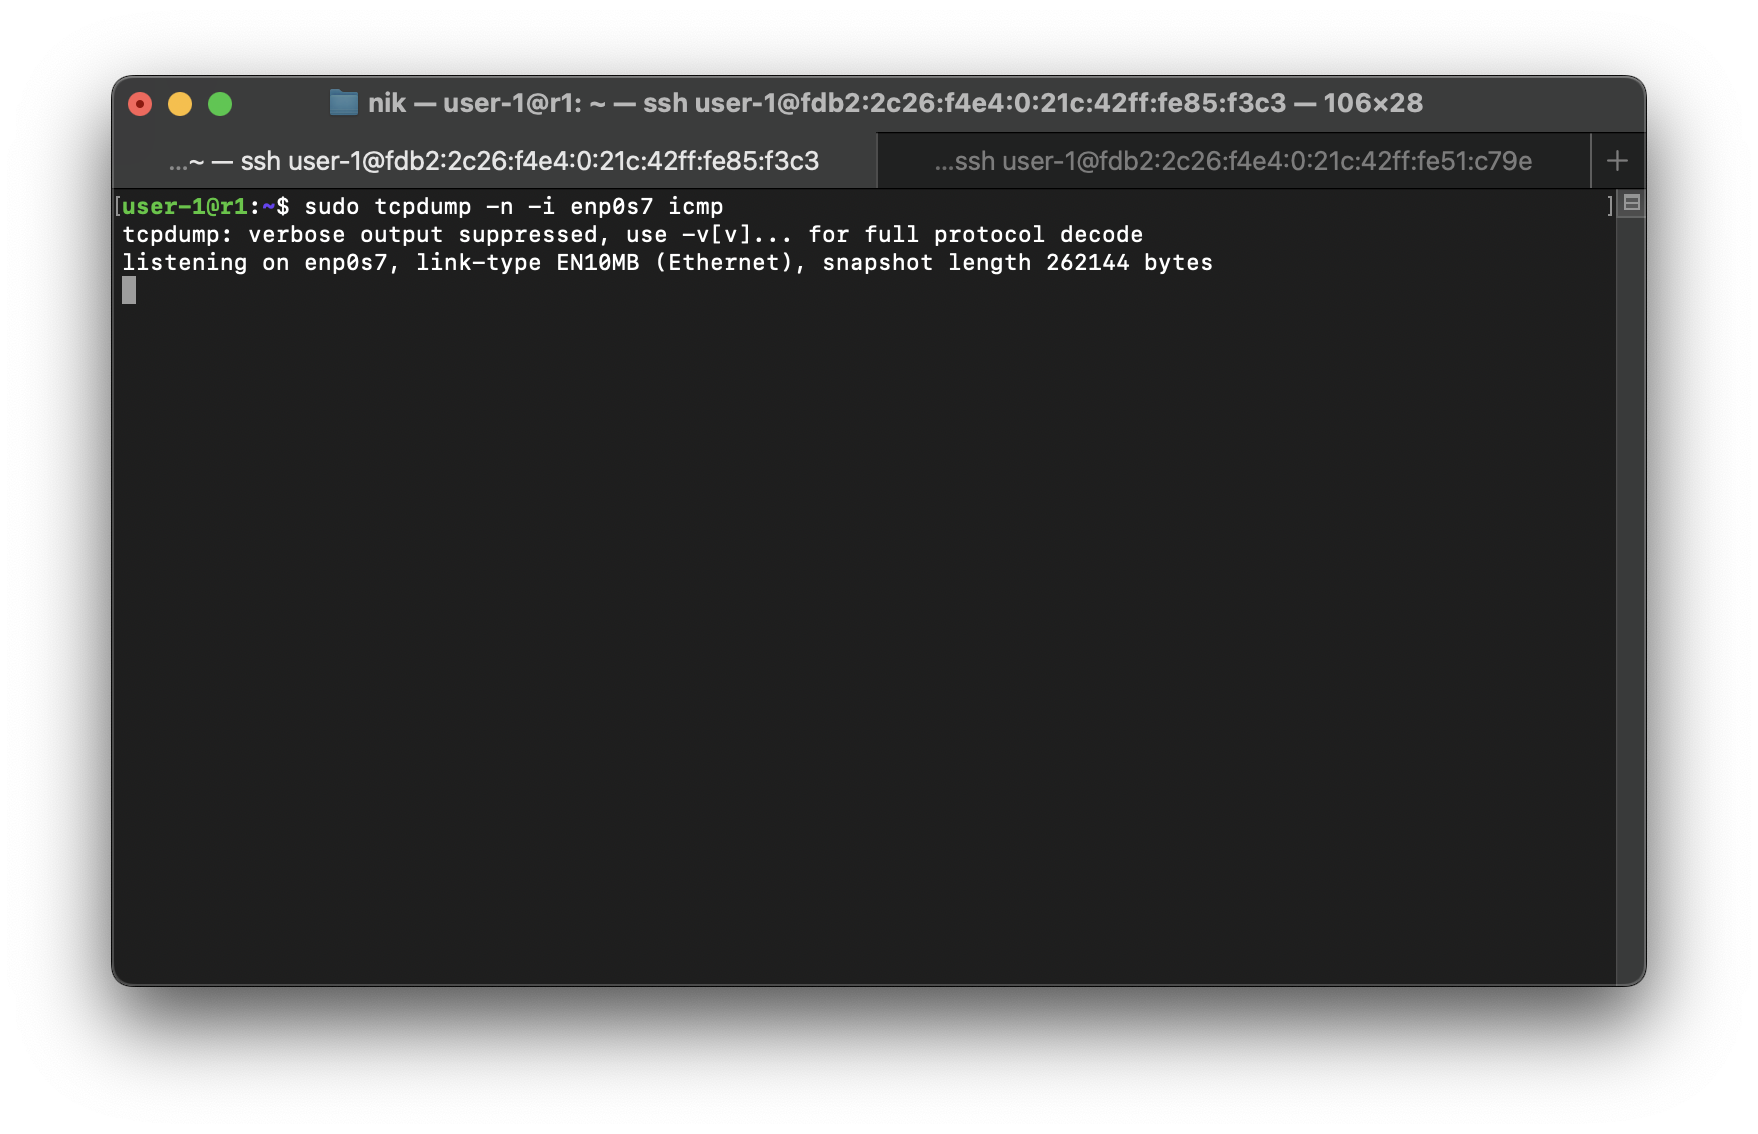 nik — user-1@r1: ~ — ssh user-1@fdb2:2c26:f4e4:0:21c:42ff:fe85:f3c3 — 106×28
...~ — ssh user-1@fdb2:2c26:f4e4:0:21c:42ff:fe85:f3c3
...ssh user-1@fdb2:2c26:f4e4:0:21c:42ff:fe51:c79e
[user-1@r1:~$ sudo tcpdump -n -i enp0s7 icmp ]
tcpdump: verbose output suppressed, use -v[v]... for full protocol decode
listening on enp0s7, link-type EN10MB (Ethernet), snapshot length 262144 bytes